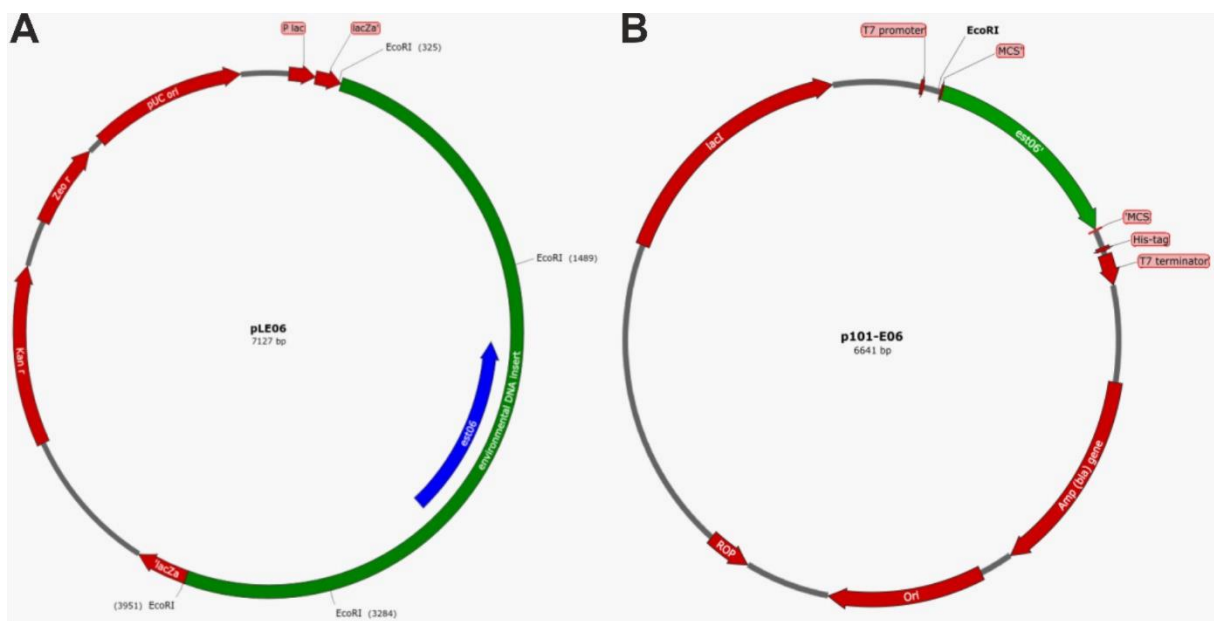 A
P lac
lacZa'
EcoRI (325)
pUC ori
Zeo r
Kan r
EcoRI (1489)
pLE06
7127 bp
est06
environmental DNA insert
'lacZa
(3951) EcoRI
EcoRI (3284)
B
T7 promoter
EcoRI
MCS'
lacI
est06'
'MCS
His-tag
T7 terminator
p101-E06
6641 bp
Amp (bla) gene
Ori
ROP